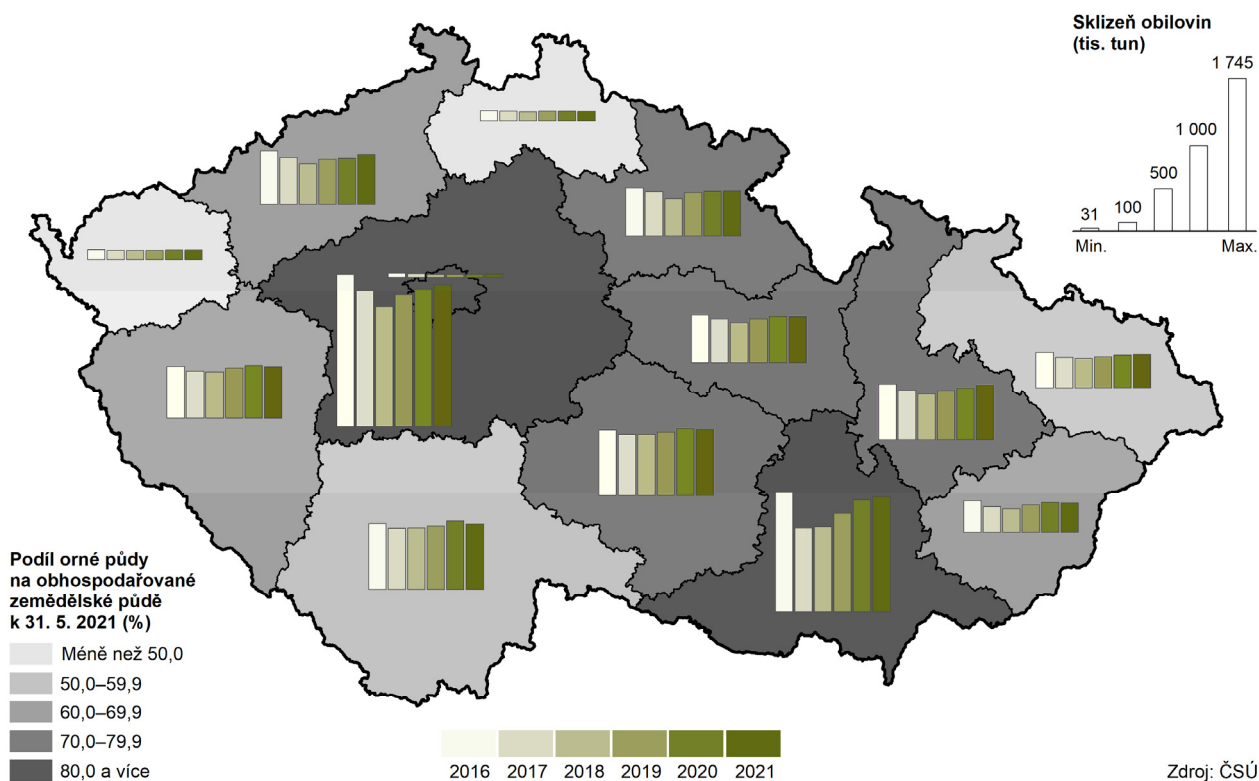 Sklizeň obilovin
(tis. tun)
1 745
1 000
500
100
31
Min.
Max.
Podíl orné půdy
na obhospodařované
zemědělské půdě
k 31. 5. 2021 (%)
Méně než 50,0
50,0–59,9
60,0–69,9
70,0–79,9
80,0 a více
2016 2017 2018 2019 2020 2021
Zdroj: ČSÚ